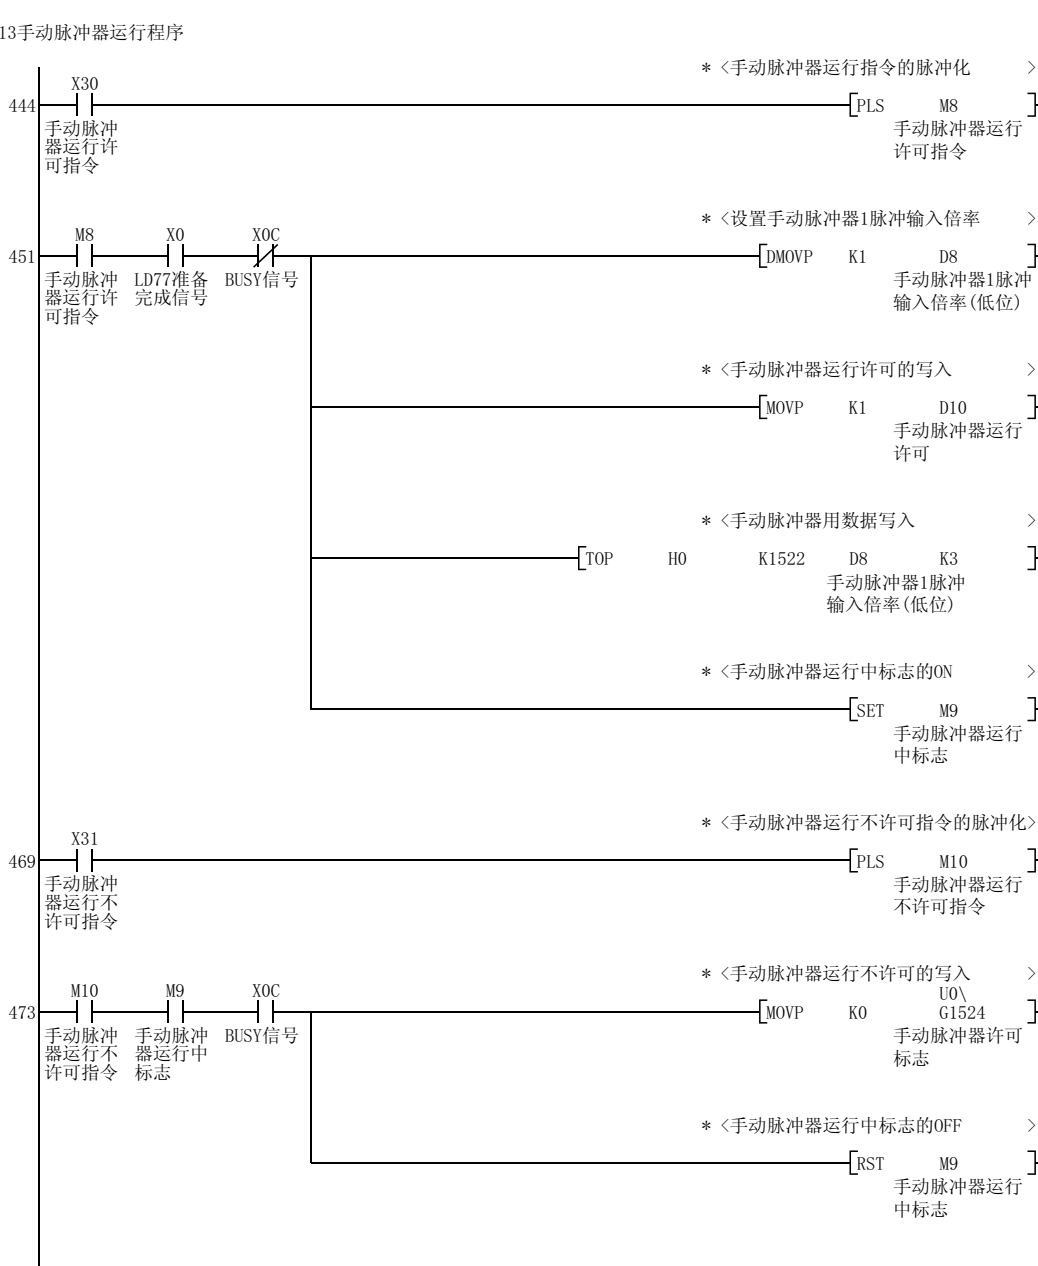 13手动脉冲器运行程序
* <手动脉冲器运行指令的脉冲化 >
X30
444
PLS M8
手动脉冲
器运行许
可指令
手动脉冲器运行
许可指令
* <设置手动脉冲器1脉冲输入倍率 >
M8 X0 X0C
451
DMOVP K1 D8
手动脉冲 LD77准备 BUSY信号
器运行许 完成信号
可指令
手动脉冲器1脉冲
输入倍率(低位)
* <手动脉冲器运行许可的写入 >
MOVP K1 D10
手动脉冲器运行
许可
* <手动脉冲器用数据写入 >
TOP H0 K1522 D8 K3
手动脉冲器1脉冲
输入倍率(低位)
* <手动脉冲器运行中标志的ON >
SET M9
手动脉冲器运行
中标志
* <手动脉冲器运行不许可指令的脉冲化>
X31
469
PLS M10
手动脉冲
器运行不
许可指令
手动脉冲器运行
不许可指令
* <手动脉冲器运行不许可的写入 >
M10 M9 X0C
U0\
473
MOVP K0 G1524
手动脉冲 手动脉冲 BUSY信号
器运行不 器运行中
许可指令 标志
手动脉冲器许可
标志
* <手动脉冲器运行中标志的OFF >
RST M9
手动脉冲器运行
中标志